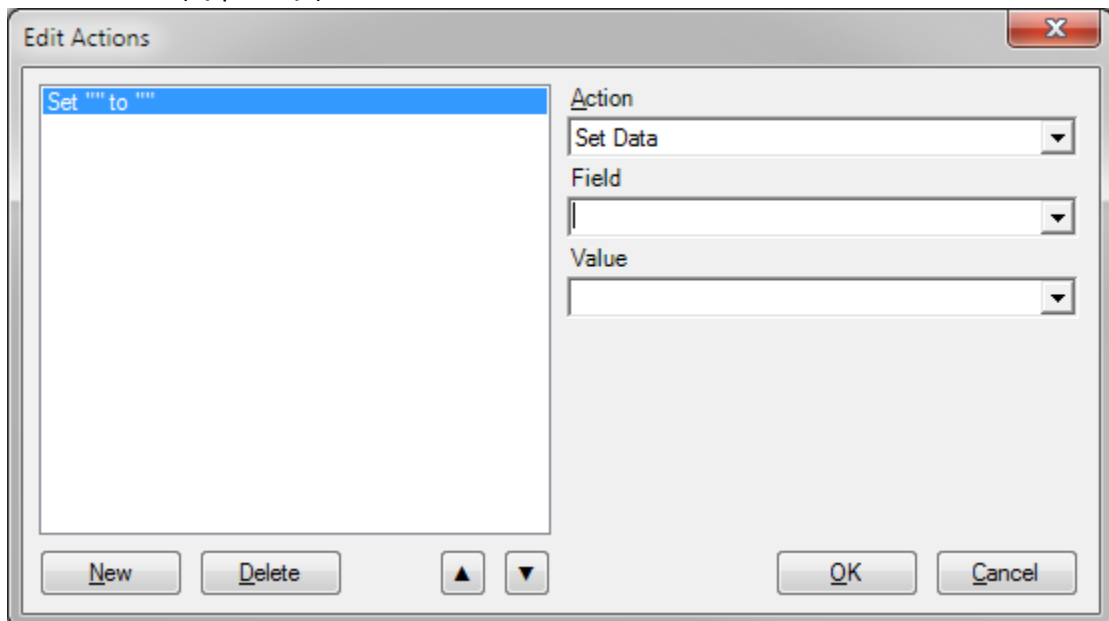 Edit Actions
Set "" to ""
Action
Set Data
Field
Value
New
Delete
▲
▼
OK
Cancel